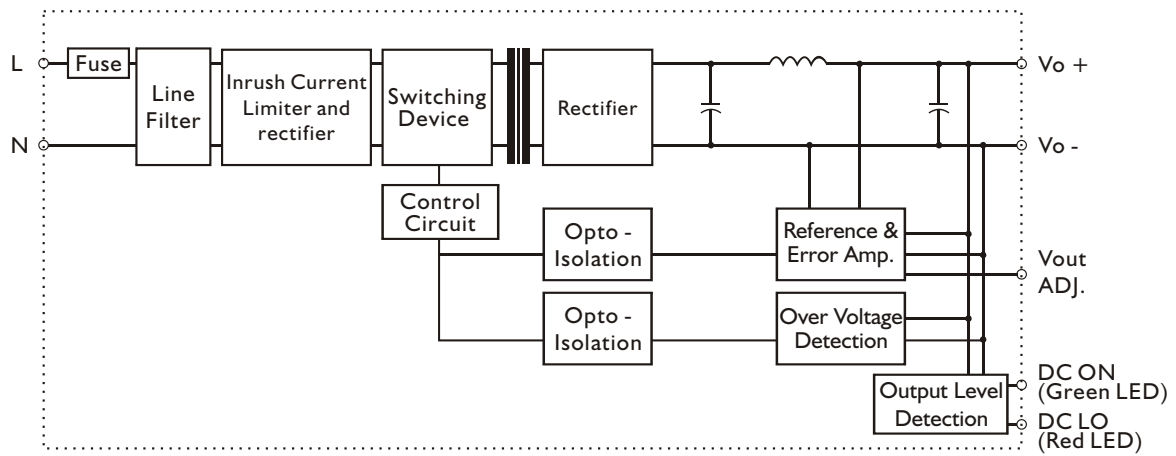 L
Fuse
Line
Filter
Inrush Current
Limiter and
rectifier
Switching
Device
Rectifier
Vo +
N
Vo -
Control
Circuit
Opto -
Isolation
Reference &
Error Amp.
Vout
ADJ.
Opto -
Isolation
Over Voltage
Detection
Output Level
Detection
DC ON
(Green LED)
DC LO
(Red LED)